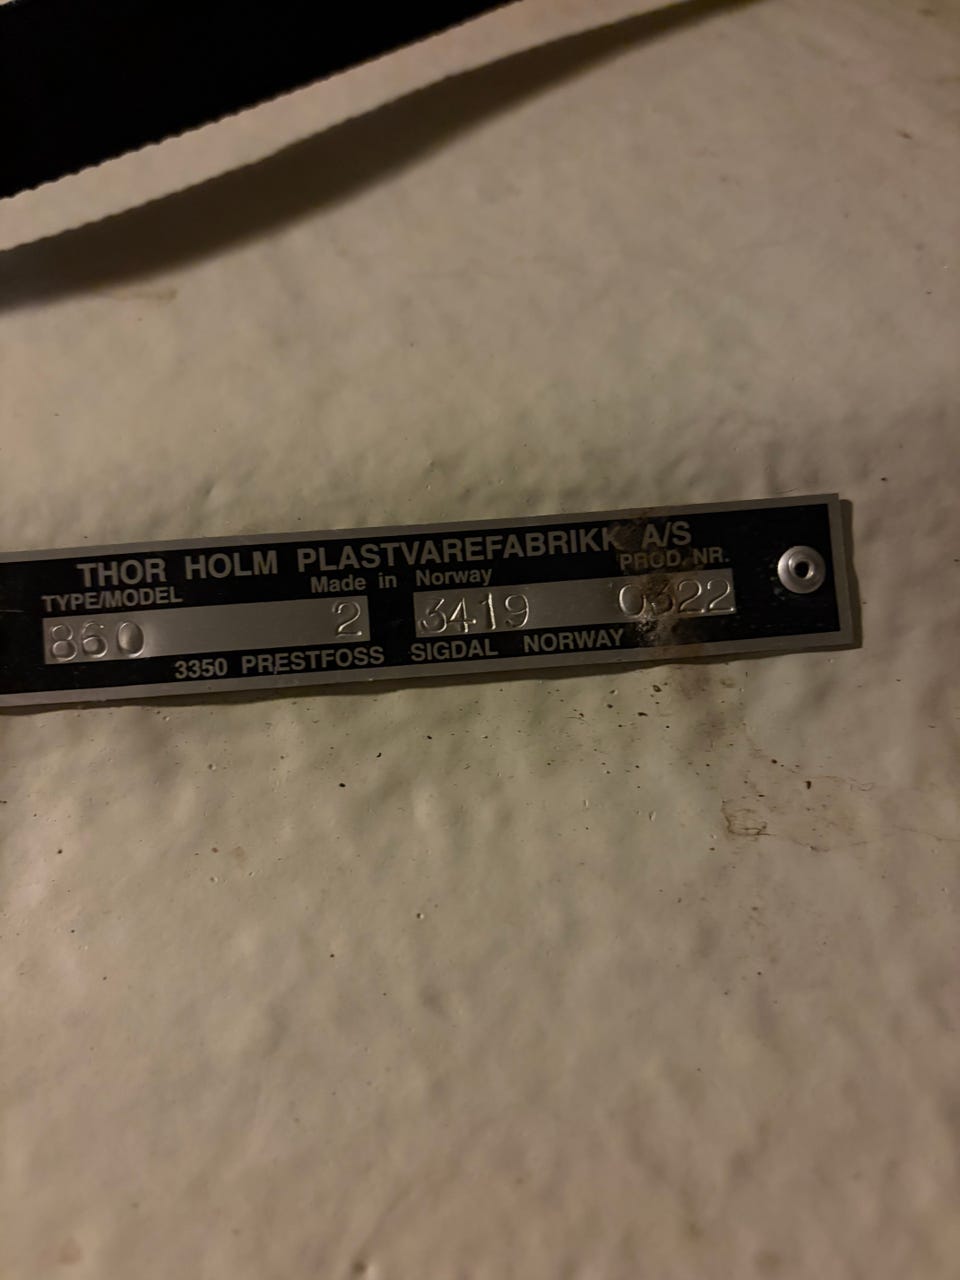 THOR HOLM PLASTVAREFABRIKK A/S
TYPE/MODEL Made in Norway PROD. NR.
860 2 3419 0322
3350 PRESTFOSS SIGDAL NORWAY